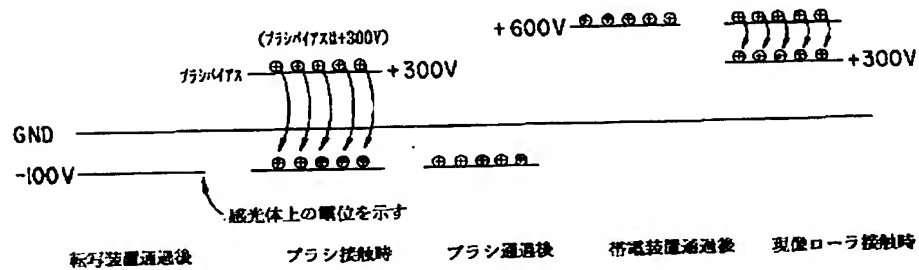 (ブラシバイアスは+300V)
ブラシバイアス
+300V
+600V
+300V
GND
-100V
感光体上の電位を示す
転写装置通過後
ブラシ接触時
ブラシ通過後
帯電装置通過後
現像ローラ接触時